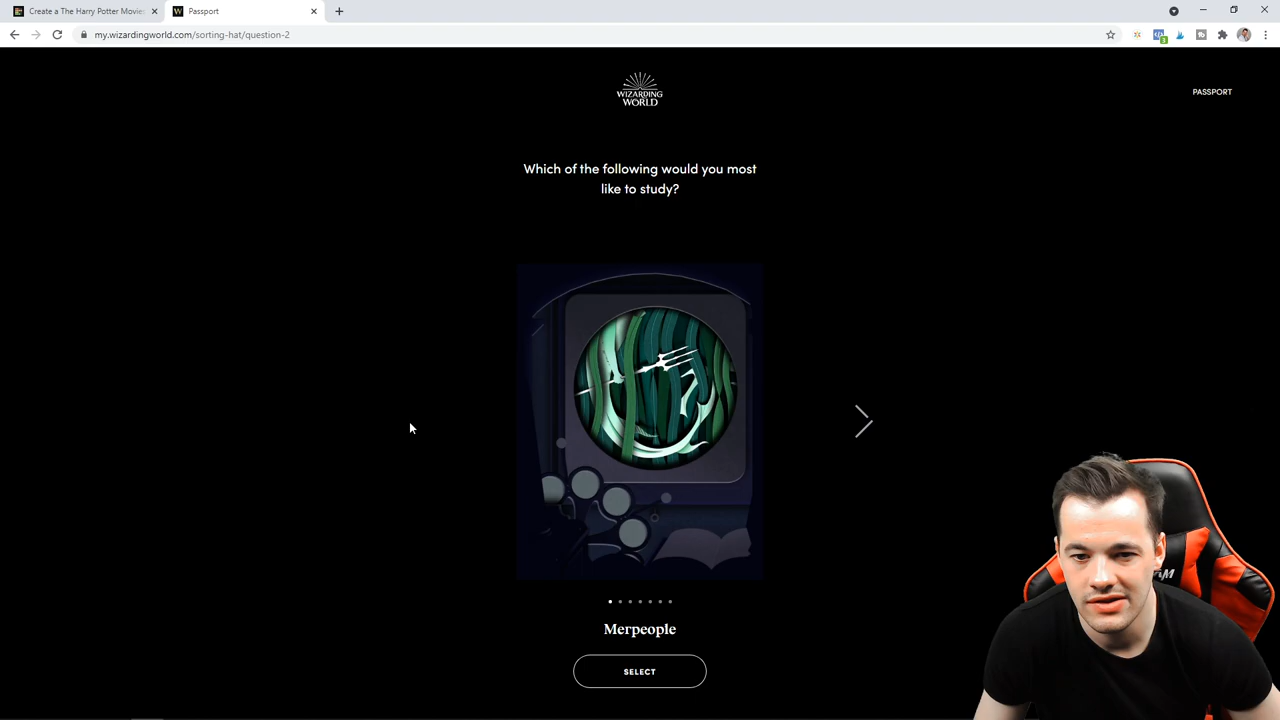 Create a The Harry Potter Movies
Passport
my.wizardingworld.com/sorting-hat/question-2
WIZARDING
WORLD
PASSPORT
Which of the following would you most
like to study?
Merpeople
SELECT